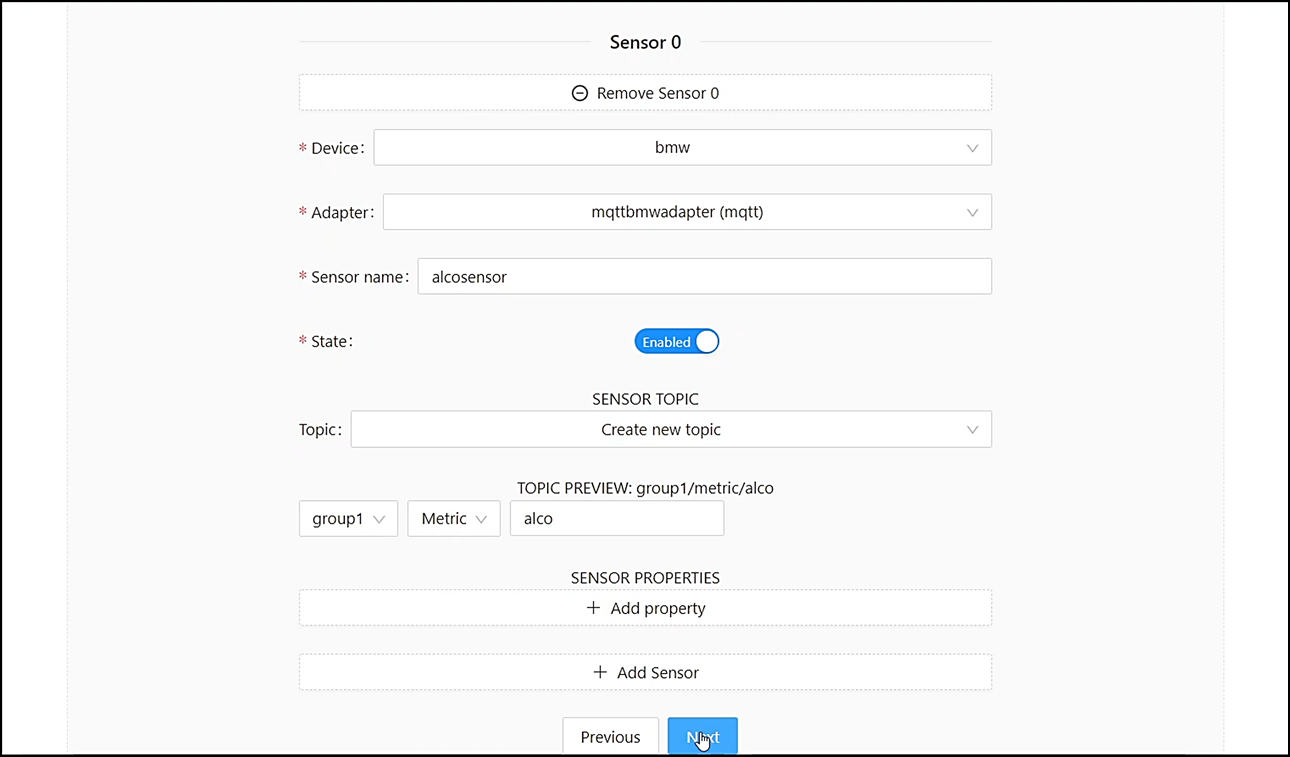 Sensor 0
Remove Sensor 0
* Device: bmw
* Adapter: mqttbmwadapter (mqtt)
* Sensor name: alcosensor
* State: Enabled
SENSOR TOPIC
Topic: Create new topic
TOPIC PREVIEW: group1/metric/alco
group1 Metric alco
SENSOR PROPERTIES
+ Add property
+ Add Sensor
Previous Next